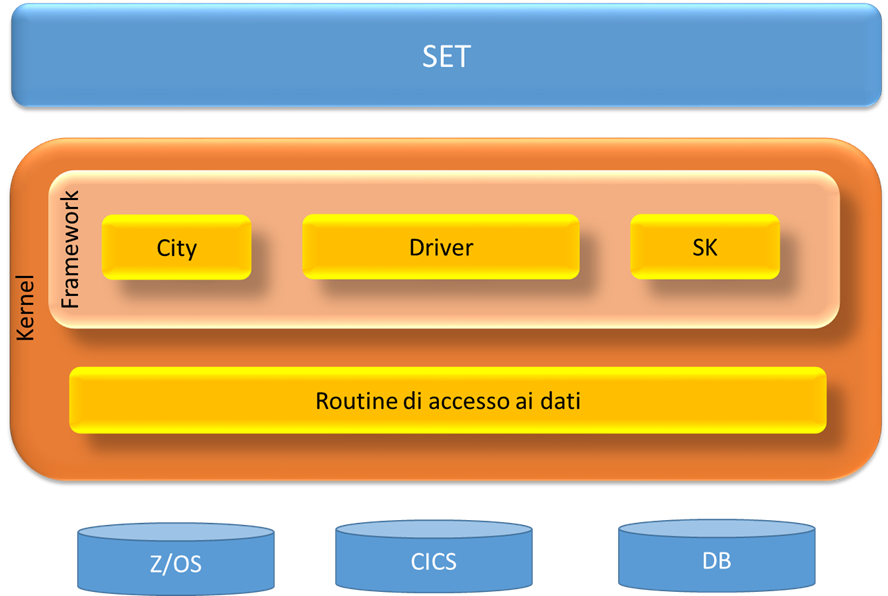 SET
Kernel
Framework
City
Driver
SK
Routine di accesso ai dati
Z/OS
CICS
DB